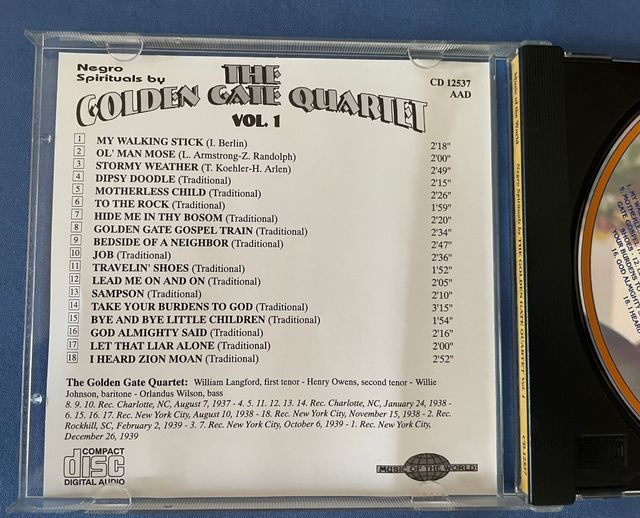 Negro
Spirituals by
THE
GOLDEN GATE QUARTET
VOL. 1
CD 12537
AAD
1 MY WALKING STICK (I. Berlin) 2'18"
2 OL' MAN MOSE (L. Armstrong-Z. Randolph) 2'00"
3 STORMY WEATHER (T. Koehler-H. Arlen) 2'49"
4 DIPSY DOODLE (Traditional) 2'15"
5 MOTHERLESS CHILD (Traditional) 2'26"
6 TO THE ROCK (Traditional) 1'59"
7 HIDE ME IN THY BOSOM (Traditional) 2'20"
8 GOLDEN GATE GOSPEL TRAIN (Traditional) 2'34"
9 BEDSIDE OF A NEIGHBOR (Traditional) 2'47"
10 JOB (Traditional) 2'36"
11 TRAVELIN' SHOES (Traditional) 1'52"
12 LEAD ME ON AND ON (Traditional) 2'05"
13 SAMPSON (Traditional) 2'10"
14 TAKE YOUR BURDENS TO GOD (Traditional) 3'15"
15 BYE AND BYE LITTLE CHILDREN (Traditional) 1'54"
16 GOD ALMIGHTY SAID (Traditional) 2'16"
17 LET THAT LIAR ALONE (Traditional) 2'00"
18 I HEARD ZION MOAN (Traditional) 2'52"
The Golden Gate Quartet: William Langford, first tenor - Henry Owens, second tenor - Willie
Johnson, baritone - Orlandus Wilson, bass
8. 9. 10. Rec. Charlotte, NC, August 7, 1937 - 4. 5. 11. 12. 13. 14. Rec. Charlotte, NC, January 24, 1938 -
6. 15. 16. 17. Rec. New York City, August 10, 1938 - 18. Rec. New York City, November 15, 1938 - 2. Rec.
Rockhill, SC, February 2, 1939 - 3. 7. Rec. New York City, October 6, 1939 - 1. Rec. New York City,
December 26, 1939
COMPACT
disc
DIGITAL AUDIO
MUSIC OF THE WORLD
Music of the World
Negro Spirituals by THE GOLDEN GATE QUARTET Vol. 1
CD 12537